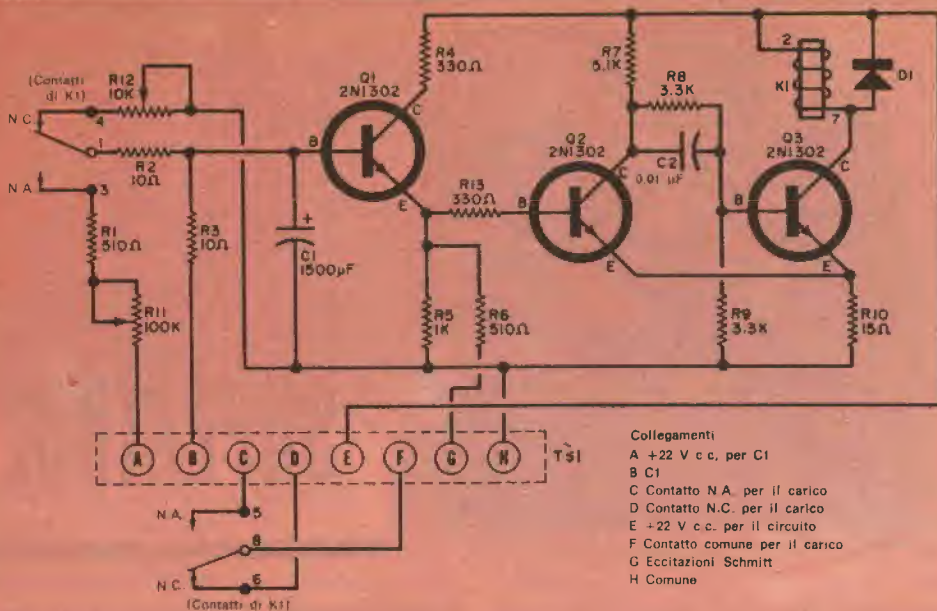 (Contatti
di K1)
R12
10K
N.C.
4
1
N.A.
3
R2
10Ω
R1
510Ω
R3
10Ω
R11
100K
+
C1
1500µF
Q1
2N1302
B
C
E
R4
330Ω
R13
330Ω
R5
1K
R6
510Ω
Q2
2N1302
B
C
E
R7
5.1K
R8
3.3K
C2
0.01 µF
R9
3.3K
Q3
2N1302
B
C
E
R10
15Ω
2
K1
7
D1
A B C D E F G H
TS1
N.A.
5
8
N.C.
6
(Contatti di K1)
Collegamenti
A +22 V c c. per C1
B C1
C Contatto N.A. per il carico
D Contatto N.C. per il carico
E +22 V c.c. per il circuito
F Contatto comune per il carico
G Eccitazioni Schmitt
H Comune